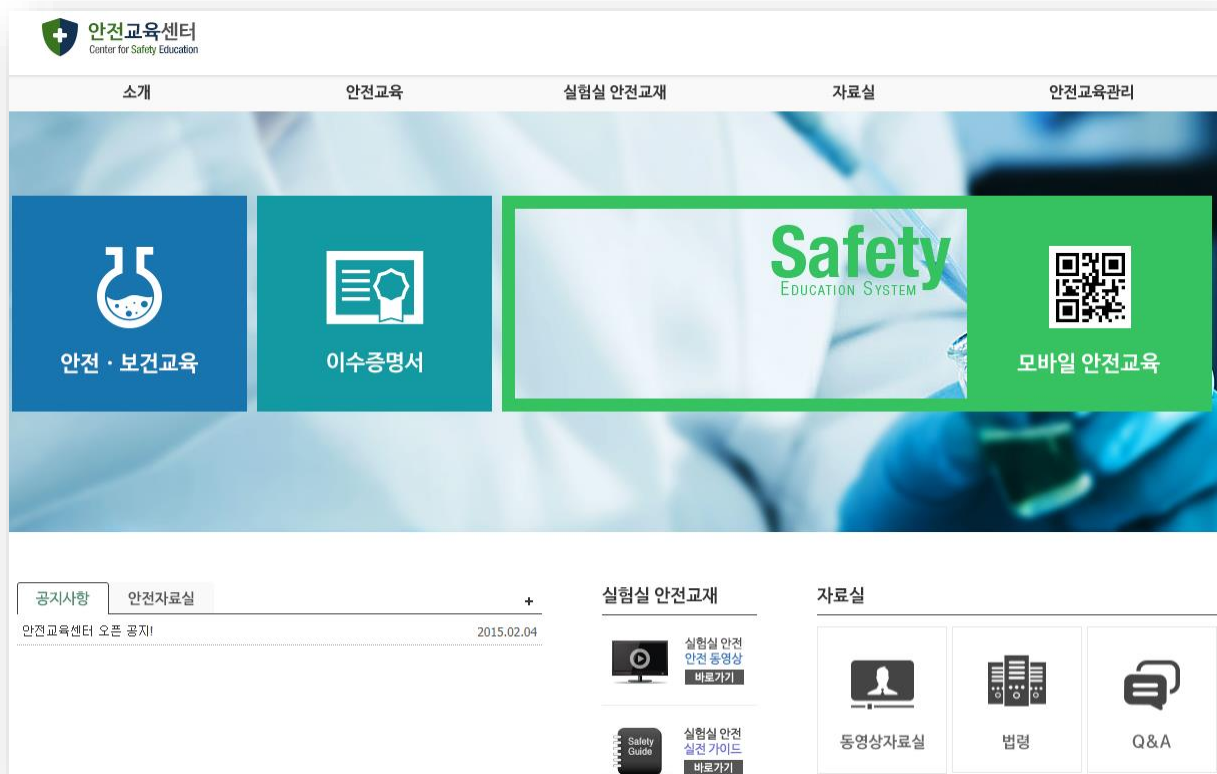 안전교육센터
Center for Safety Education
소개
안전교육
실험실 안전교재
자료실
안전교육관리
안전 · 보건교육
이수증명서
Safety
EDUCATION SYSTEM
모바일 안전교육
공지사항
안전자료실
+
안전교육센터 오픈 공지!
2015.02.04
실험실 안전교재
실험실 안전
안전 동영상
바로가기
Safety
Guide
실험실 안전
실전 가이드
바로가기
자료실
동영상자료실
법령
Q&A